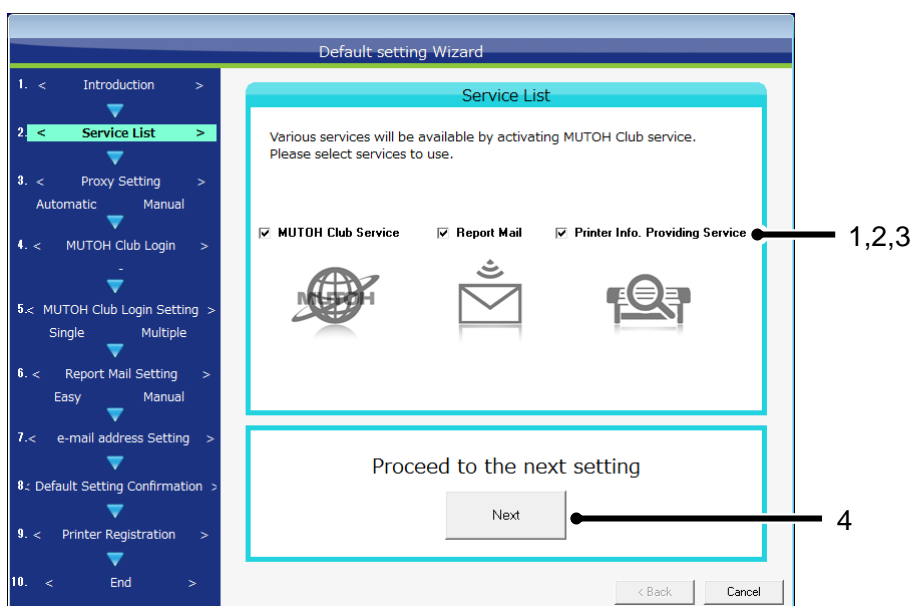 Default setting Wizard
1. < Introduction >
2. < Service List >
3. < Proxy Setting >
Automatic Manual
4. < MUTOH Club Login >
-
5.< MUTOH Club Login Setting >
Single Multiple
6. < Report Mail Setting >
Easy Manual
7.< e-mail address Setting >
8.< Default Setting Confirmation >
9. < Printer Registration >
10. < End >
Service List
Various services will be available by activating MUTOH Club service.
Please select services to use.
MUTOH Club Service Report Mail Printer Info. Providing Service
1,2,3
MUTOH
Proceed to the next setting
Next
4
< Back Cancel